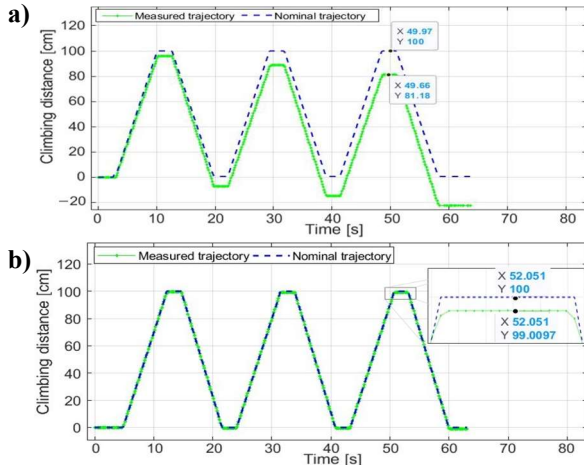 a)
Measured trajectory Nominal trajectory
Climbing distance [cm]
120
100
80
60
40
20
0
-20
X 49.97
Y 100
X 49.66
Y 81.18
0 10 20 30 40 50 60 70 80
Time [s]
b)
Measured trajectory Nominal trajectory
Climbing distance [cm]
120
100
80
60
40
20
0
X 52.051
Y 100
X 52.051
Y 99.0097
0 10 20 30 40 50 60 70 80
Time [s]